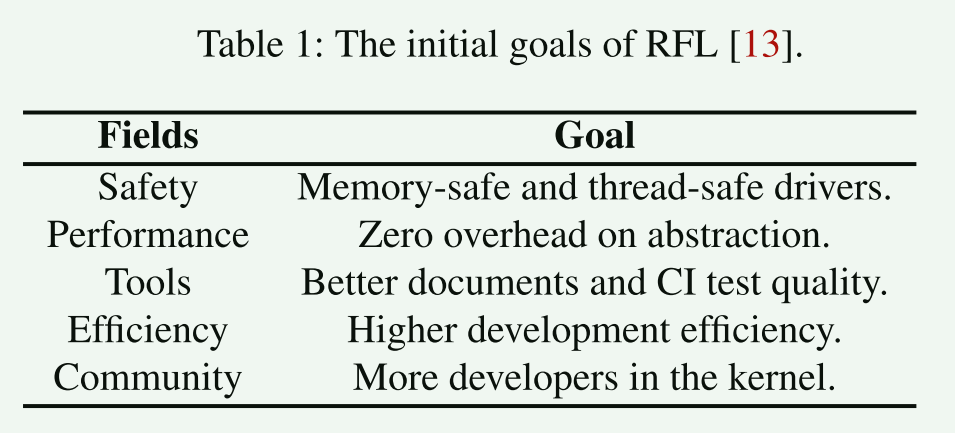 Table 1: The initial goals of RFL [13].
Fields Goal
Safety Memory-safe and thread-safe drivers.
Performance Zero overhead on abstraction.
Tools Better documents and CI test quality.
Efficiency Higher development efficiency.
Community More developers in the kernel.